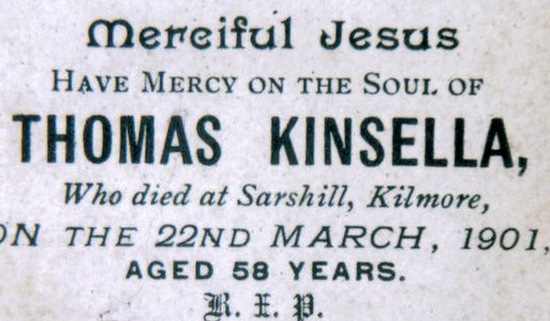 Merciful Jesus
HAVE MERCY ON THE SOUL OF
THOMAS KINSELLA,
Who died at Sarshill, Kilmore,
ON THE 22ND MARCH, 1901,
AGED 58 YEARS.
R. I. P.